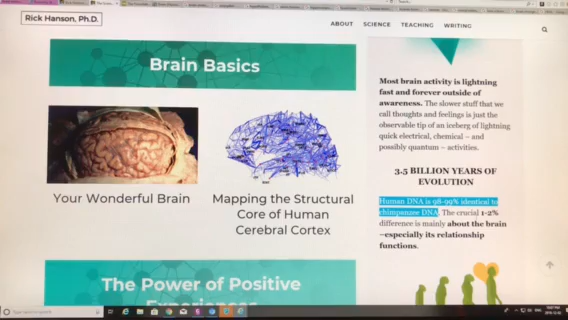 Rick Hanson, Ph.D.
ABOUT SCIENCE TEACHING WRITING
Brain Basics
Your Wonderful Brain
Mapping the Structural
Core of Human
Cerebral Cortex
The Power of Positive
Experiences
Most brain activity is lightning
fast and forever outside of
awareness. The slower stuff that we
call thoughts and feelings is just the
observable tip of an iceberg of lightning
quick electrical, chemical – and
possibly quantum – activities.
3.5 BILLION YEARS OF
EVOLUTION
Human DNA is 98-99% identical to
chimpanzee DNA. The crucial 1-2%
difference is mainly about the brain
–especially its relationship
functions.